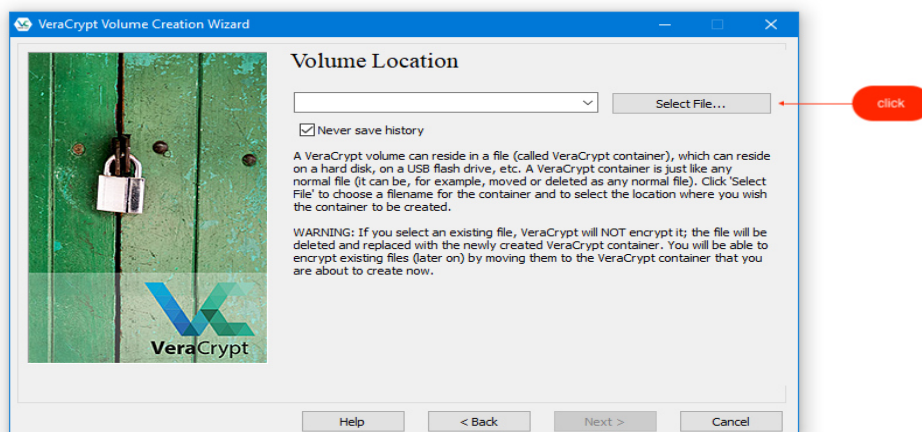 VeraCrypt Volume Creation Wizard
Volume Location
Select File...
click
Never save history
A VeraCrypt volume can reside in a file (called VeraCrypt container), which can reside
on a hard disk, on a USB flash drive, etc. A VeraCrypt container is just like any
normal file (it can be, for example, moved or deleted as any normal file). Click 'Select
File' to choose a filename for the container and to select the location where you wish
the container to be created.
WARNING: If you select an existing file, VeraCrypt will NOT encrypt it; the file will be
deleted and replaced with the newly created VeraCrypt container. You will be able to
encrypt existing files (later on) by moving them to the VeraCrypt container that you
are about to create now.
VeraCrypt
Help
< Back
Next >
Cancel